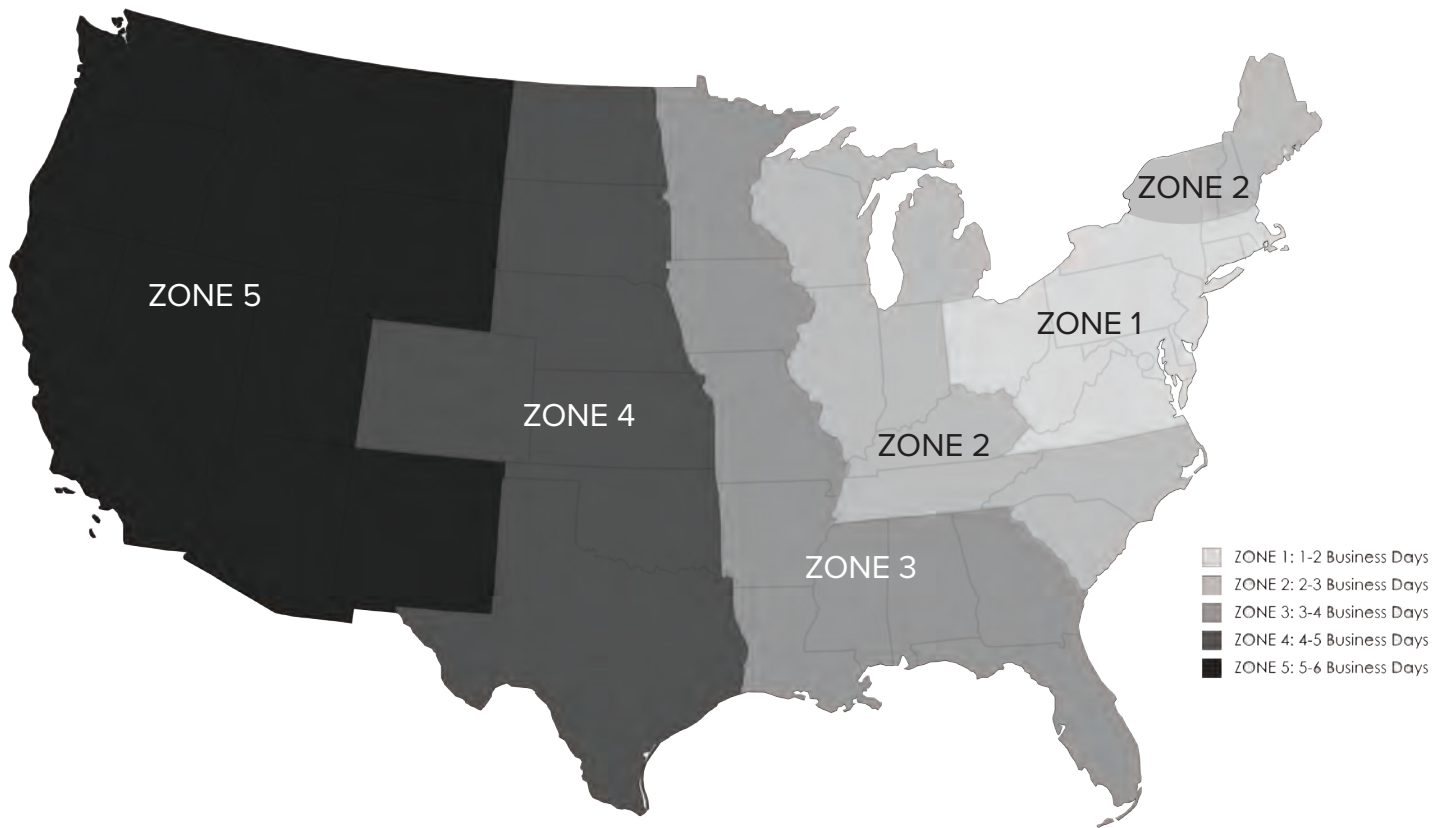 ZONE 2
ZONE 5
ZONE 1
ZONE 4
ZONE 2
ZONE 3
ZONE 1: 1-2 Business Days
ZONE 2: 2-3 Business Days
ZONE 3: 3-4 Business Days
ZONE 4: 4-5 Business Days
ZONE 5: 5-6 Business Days